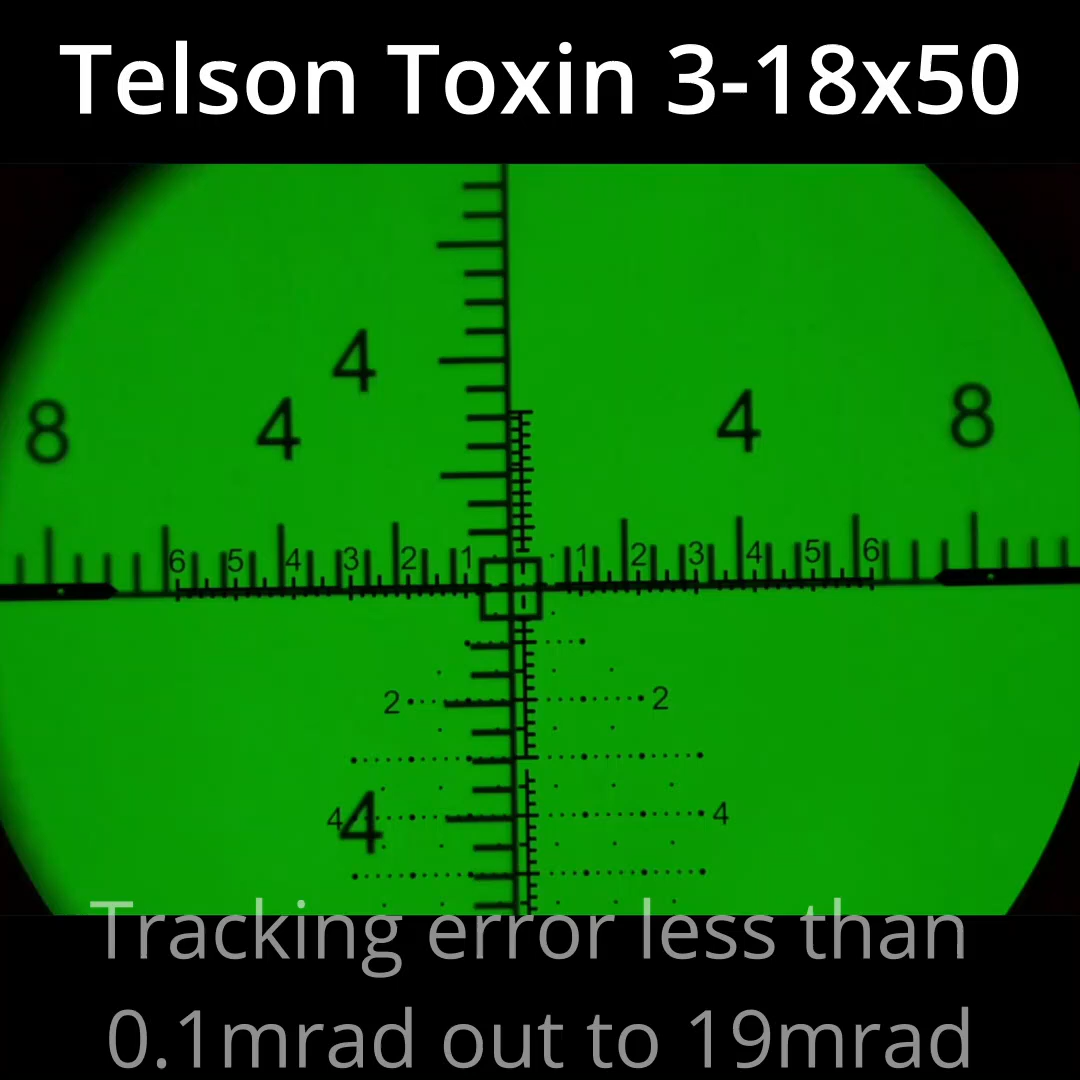 Telson Toxin 3-18x50
4
8 4 4 8
6 5 4 3 2 1 1 2 3 4 5 6
2 2
4 4 4
Tracking error less than
0.1mrad out to 19mrad